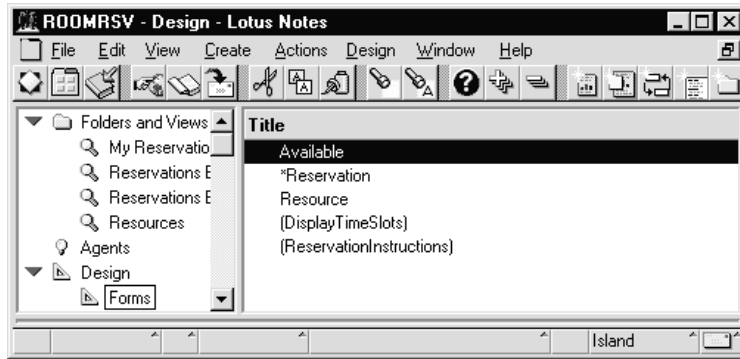 ROOMRSV - Design - Lotus Notes
File Edit View Create Actions Design Window Help
Folders and Views
My Reservatio
Reservations E
Reservations E
Resources
Agents
Design
Forms
Title
Available
*Reservation
Resource
(DisplayTimeSlots)
(ReservationInstructions)
Island